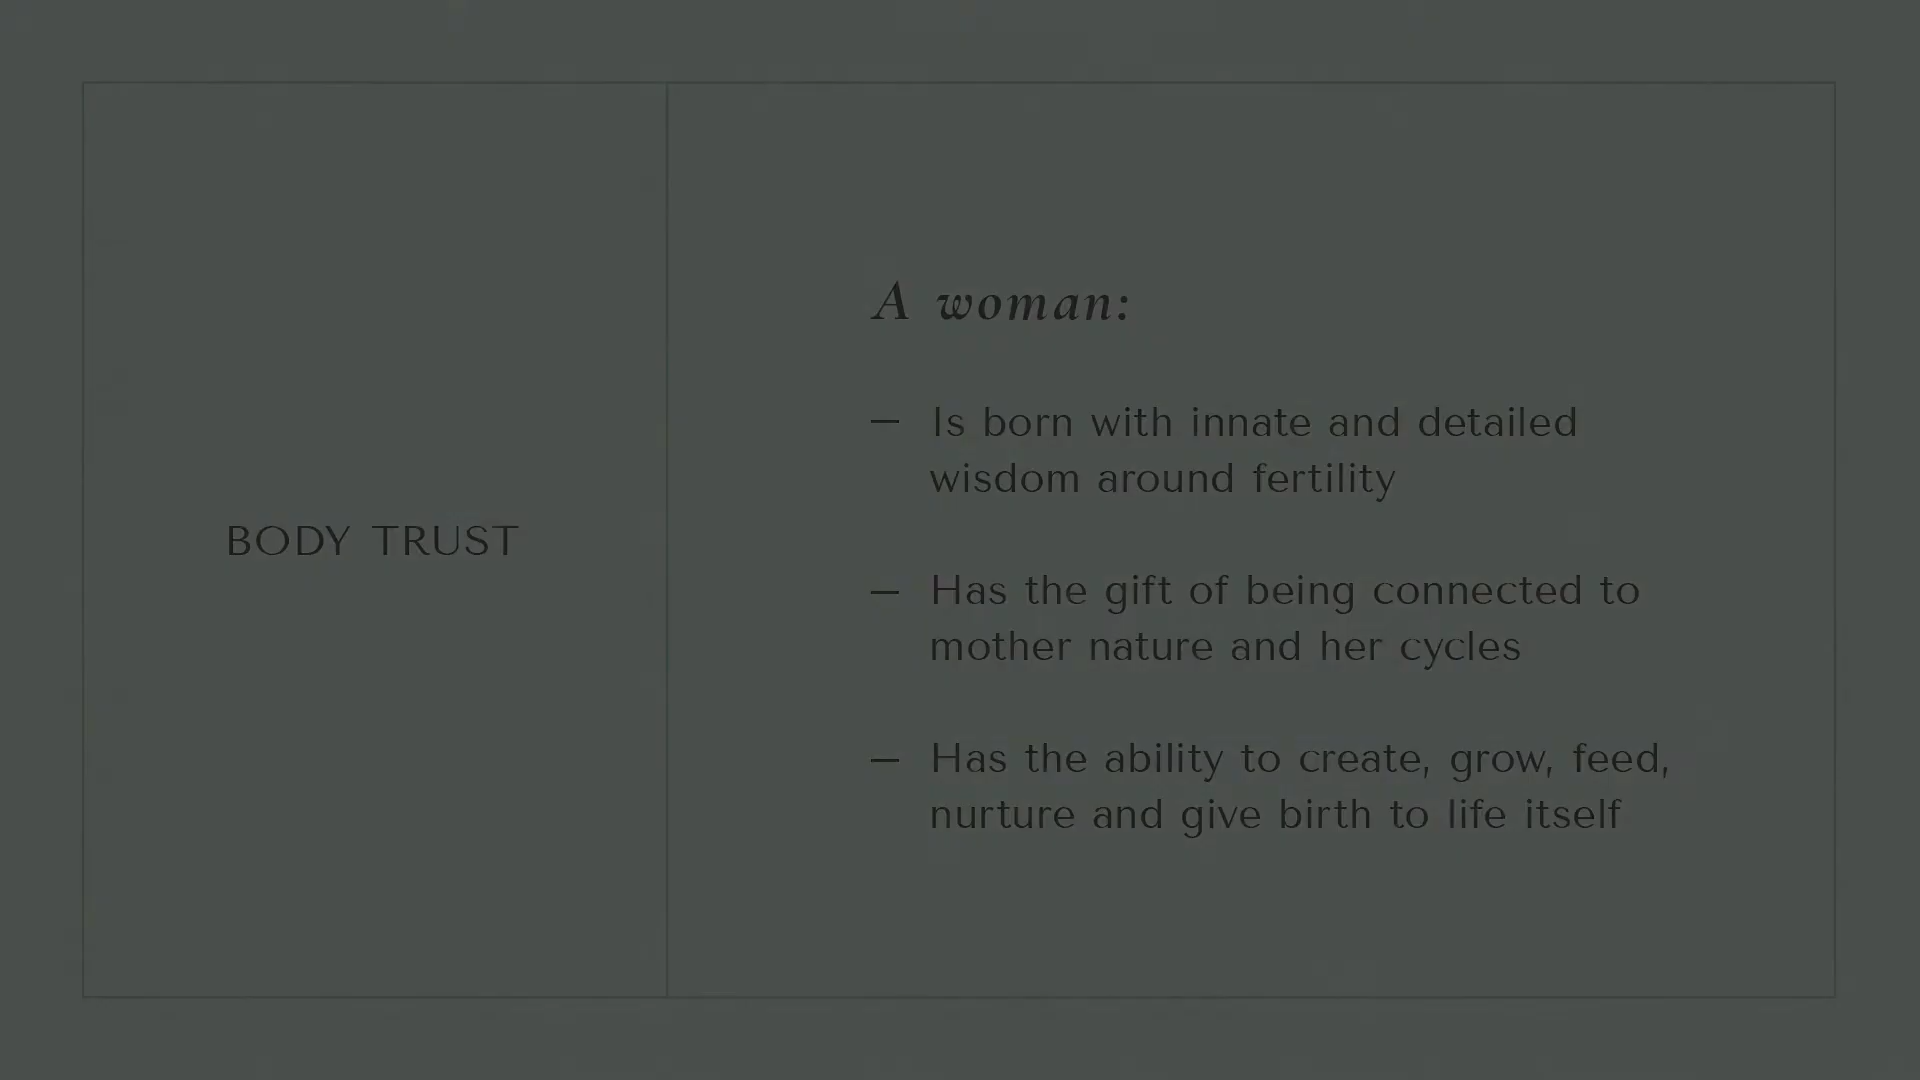 BODY TRUST
A woman:
— Is born with innate and detailed
wisdom around fertility
— Has the gift of being connected to
mother nature and her cycles
— Has the ability to create, grow, feed,
nurture and give birth to life itself